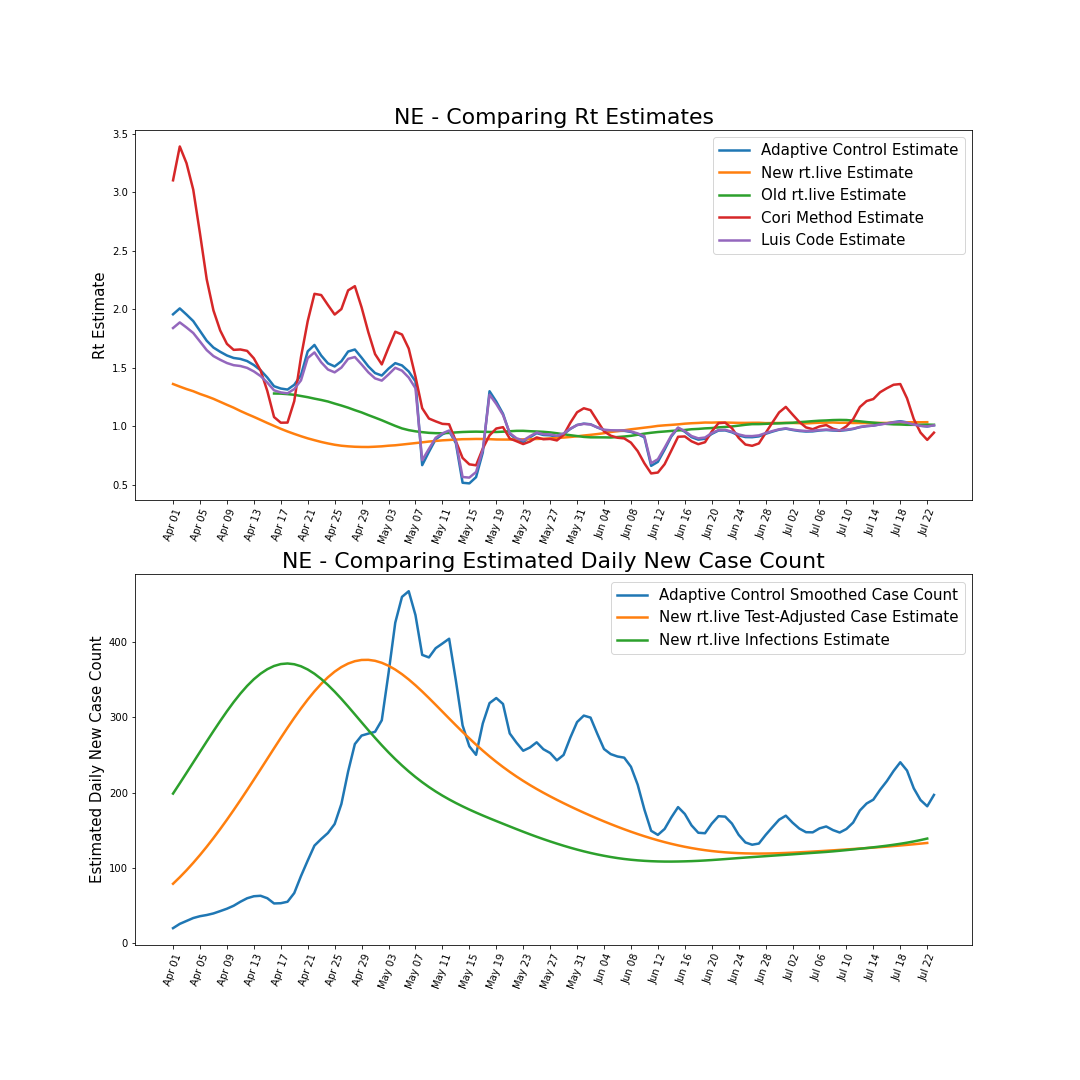 NE - Comparing Rt Estimates
Rt Estimate
3.5
3.0
2.5
2.0
1.5
1.0
0.5
Adaptive Control Estimate
New rt.live Estimate
Old rt.live Estimate
Cori Method Estimate
Luis Code Estimate
Apr 01 Apr 05 Apr 09 Apr 13 Apr 17 Apr 21 Apr 25 Apr 29 May 03 May 07 May 11 May 15 May 19 May 23 May 27 May 31 Jun 04 Jun 08 Jun 12 Jun 16 Jun 20 Jun 24 Jun 28 Jul 02 Jul 06 Jul 10 Jul 14 Jul 18 Jul 22
NE - Comparing Estimated Daily New Case Count
Estimated Daily New Case Count
400
300
200
100
0
Adaptive Control Smoothed Case Count
New rt.live Test-Adjusted Case Estimate
New rt.live Infections Estimate
Apr 01 Apr 05 Apr 09 Apr 13 Apr 17 Apr 21 Apr 25 Apr 29 May 03 May 07 May 11 May 15 May 19 May 23 May 27 May 31 Jun 04 Jun 08 Jun 12 Jun 16 Jun 20 Jun 24 Jun 28 Jul 02 Jul 06 Jul 10 Jul 14 Jul 18 Jul 22